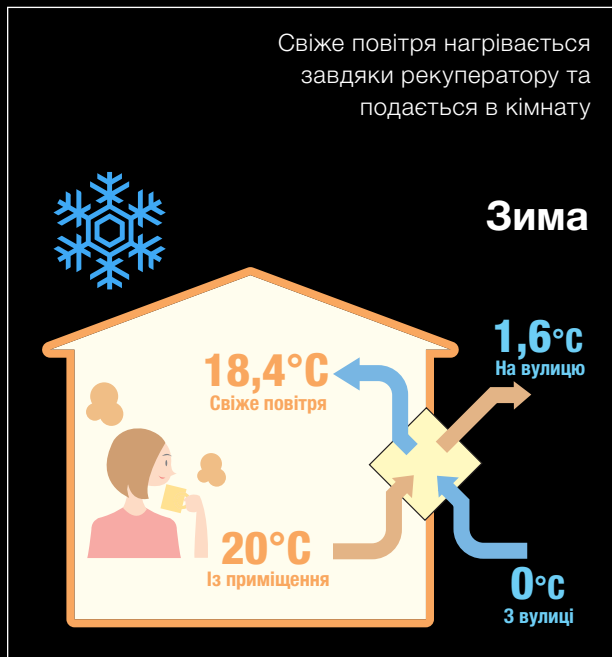 Свіже повітря нагрівається
завдяки рекуператору та
подається в кімнату
Зима
1,6°C
На вулицю
18,4°C
Свіже повітря
20°C
Із приміщення
0°C
З вулиці